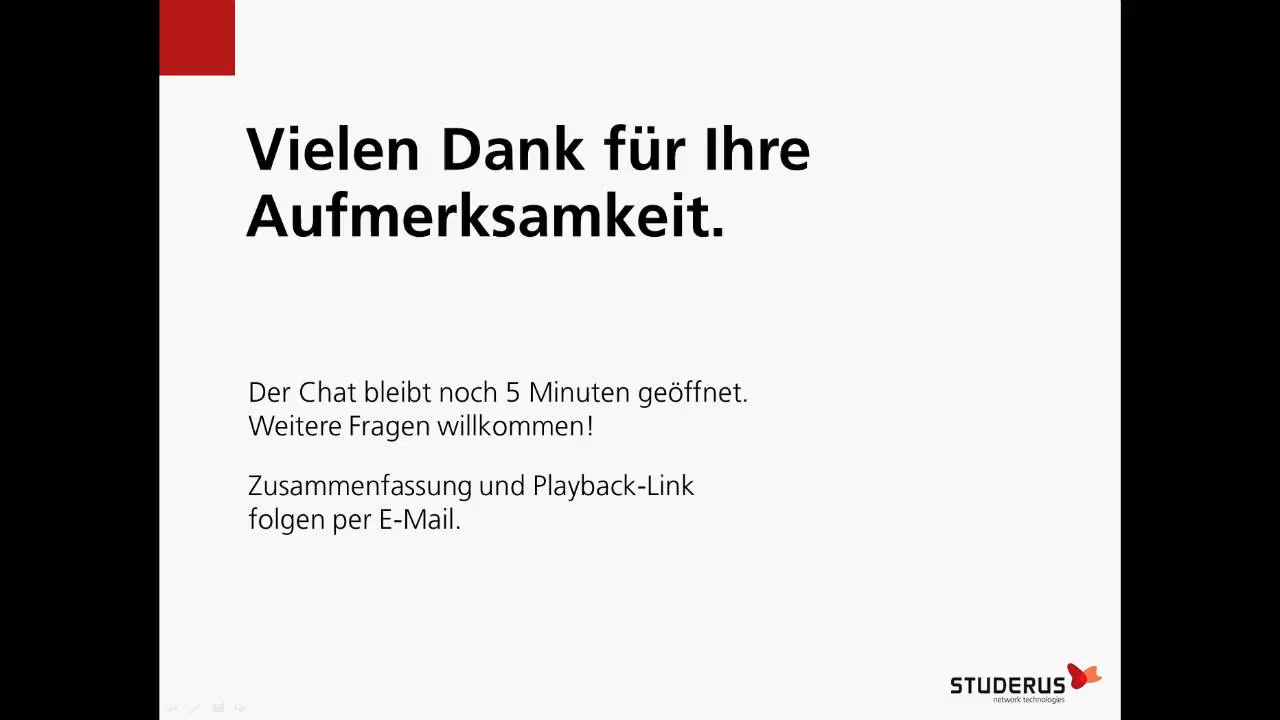 Vielen Dank für Ihre
Aufmerksamkeit.
Der Chat bleibt noch 5 Minuten geöffnet.
Weitere Fragen willkommen!
Zusammenfassung und Playback-Link
folgen per E-Mail.
STUDERUS
network technologies